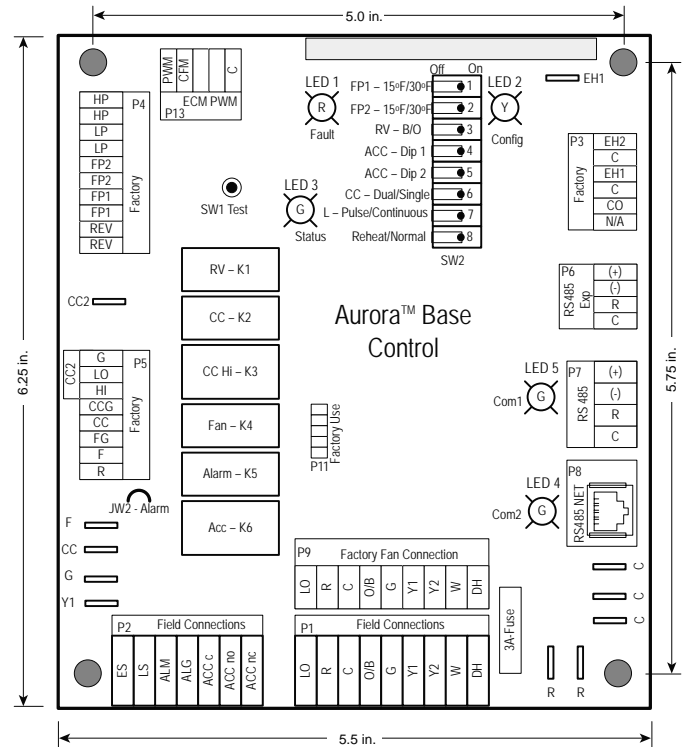 5.0 in.
6.25 in.
5.75 in.
5.5 in.
PWM
CFM
C
ECM PWM
P13
P4
HP
HP
LP
LP
FP2
FP2
FP1
FP1
REV
REV
Factory
SW1 Test
LED 1
R
Fault
LED 3
G
Status
Off On
FP1 – 15ºF/30ºF 1
FP2 – 15ºF/30ºF 2
RV – B/O 3
ACC – Dip 1 4
ACC – Dip 2 5
CC – Dual/Single 6
L – Pulse/Continuous 7
Reheat/Normal 8
SW2
LED 2
Y
Config
EH1
P3
Factory
EH2
C
EH1
C
CO
N/A
P6
RS485
Exp
(+)
(-)
R
C
RV – K1
CC – K2
CC Hi – K3
Fan – K4
Alarm – K5
Acc – K6
Aurora™ Base
Control
CC2
CC2
P5
G
LO
HI
CCG
CC
FG
F
R
Factory
JW2 - Alarm
P11
Factory Use
LED 5
Com1
G
P7
RS 485
(+)
(-)
R
C
LED 4
Com2
G
P8
RS485 NET
F
CC
G
Y1
P9
Factory Fan Connection
LO
R
C
O/B
G
Y1
Y2
W
DH
C
C
C
P2
Field Connections
ES
LS
ALM
ALG
ACC c
ACC no
ACC nc
P1
Field Connections
LO
R
C
O/B
G
Y1
Y2
W
DH
3A-Fuse
R
R